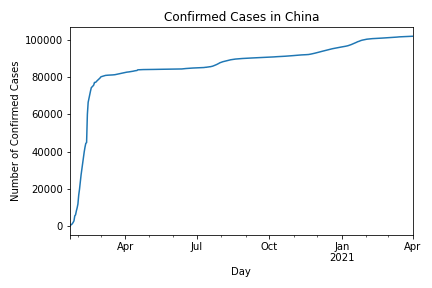 Confirmed Cases in China
Number of Confirmed Cases
100000
80000
60000
40000
20000
0
Apr
Jul
Oct
Jan
2021
Apr
Day